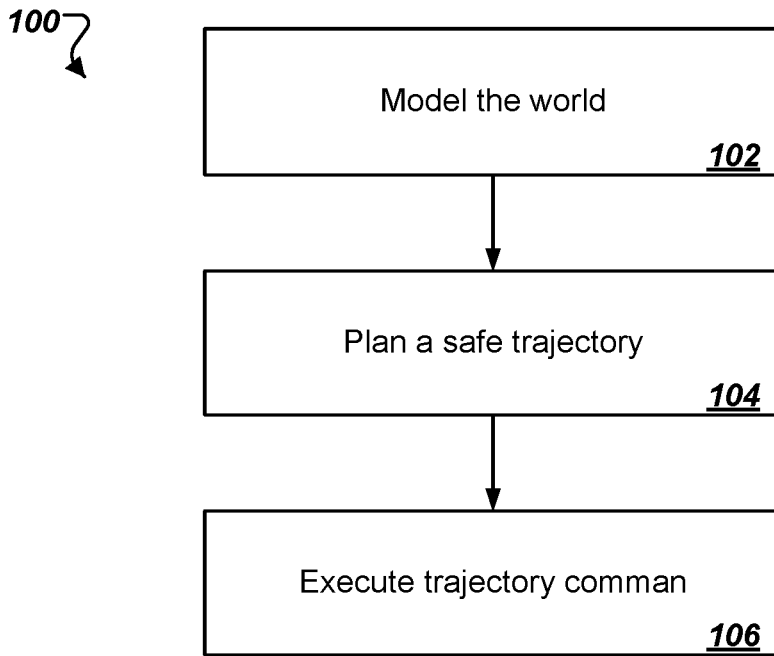 100
Model the world
102
Plan a safe trajectory
104
Execute trajectory comman
106